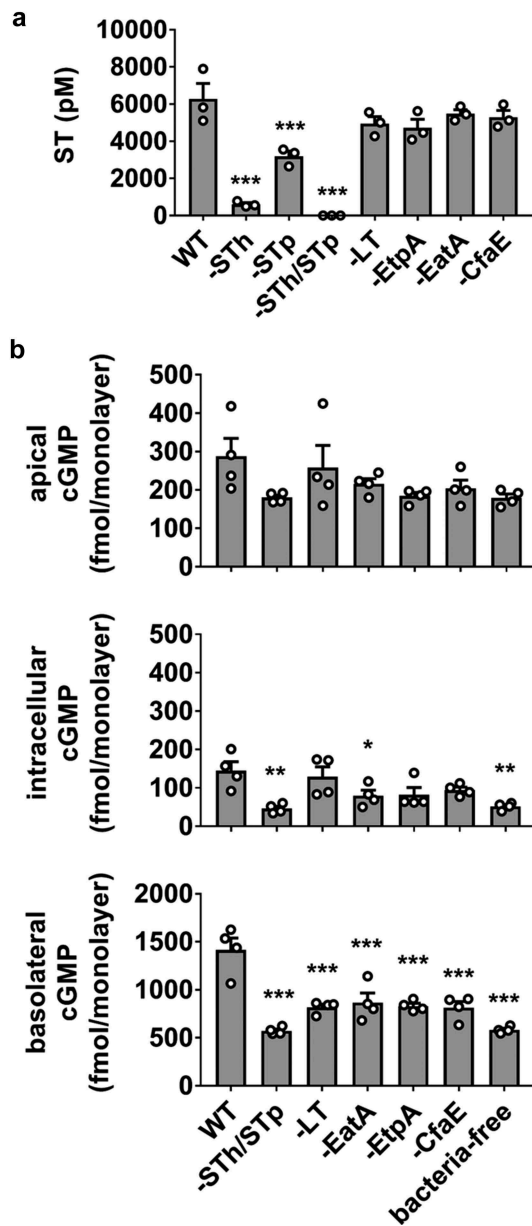 a
ST (pM)
10000
8000
6000
4000
2000
0
***
***
***
WT
-STh
-STp
-STh/STp
-LT
-EtpA
-EatA
-CfaE
b
apical
cGMP
(fmol/monolayer)
500
400
300
200
100
0
intracellular
cGMP
(fmol/monolayer)
500
400
300
200
100
0
**
*
**
basolateral
cGMP
(fmol/monolayer)
2000
1500
1000
500
0
***
***
***
***
***
***
WT
-STh/STp
-LT
-EatA
-EtpA
-CfaE
bacteria-free